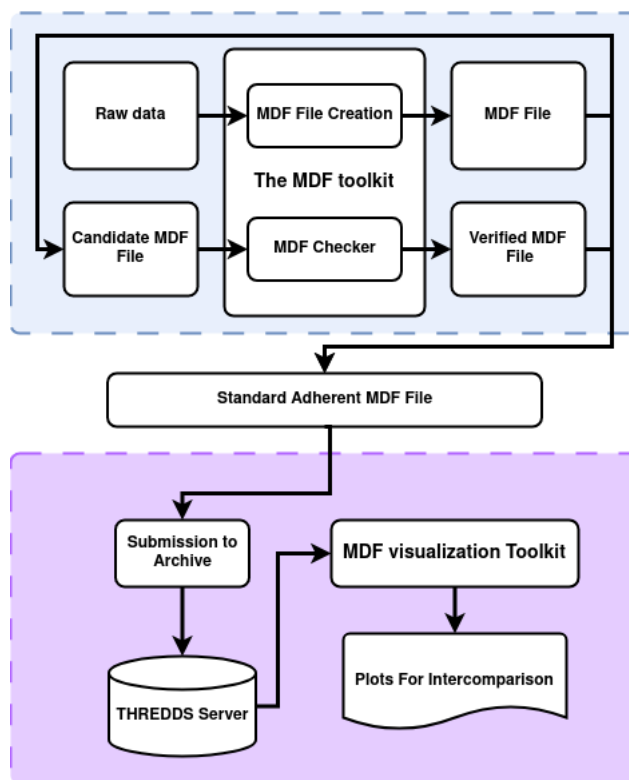 Raw data
MDF File Creation
MDF File
The MDF toolkit
Candidate MDF
File
MDF Checker
Verified MDF
File
Standard Adherent MDF File
Submission to
Archive
MDF visualization Toolkit
THREDDS Server
Plots For Intercomparison